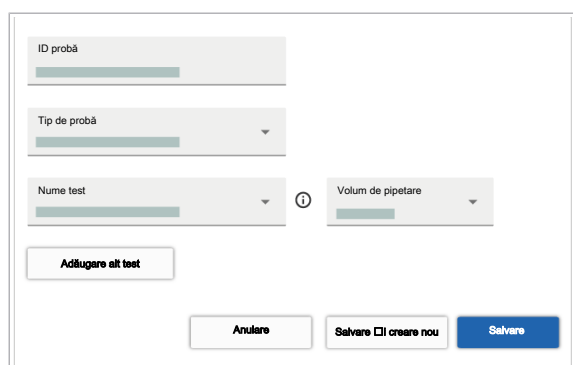 ID probă
Tip de probă
Nume test
Volum de pipetare
Adăugare alt test
Anulare
Salvare □i creare nou
Salvare